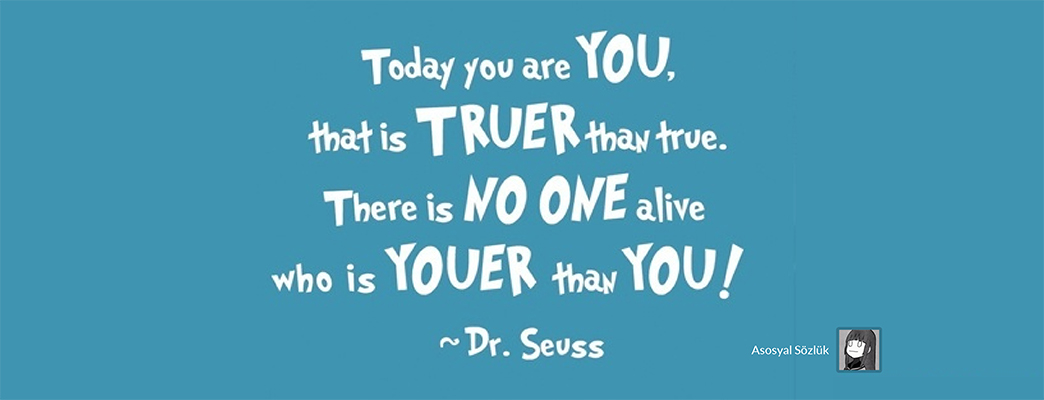 Today you are YOU,
that is TRUER than true.
There is NO ONE alive
who is YOUER than YOU!
~Dr. Seuss
Asosyal Sözlük